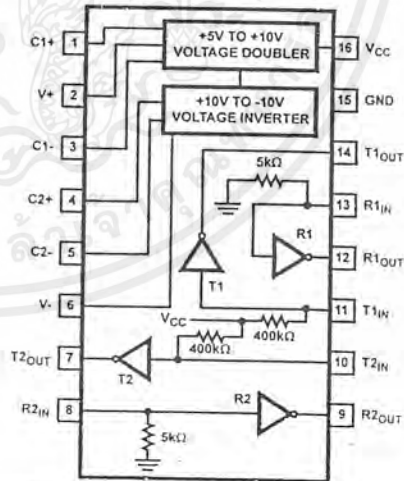 C1+ 1
V+ 2
C1- 3
C2+ 4
C2- 5
V- 6
T2OUT 7
R2IN 8
+5V TO +10V
VOLTAGE DOUBLER
+10V TO -10V
VOLTAGE INVERTER
16 VCC
15 GND
14 T1OUT
5kΩ
13 R1IN
R1
12 R1OUT
T1
11 T1IN
VCC
400kΩ
400kΩ
10 T2IN
T2
R2
9 R2OUT
5kΩ